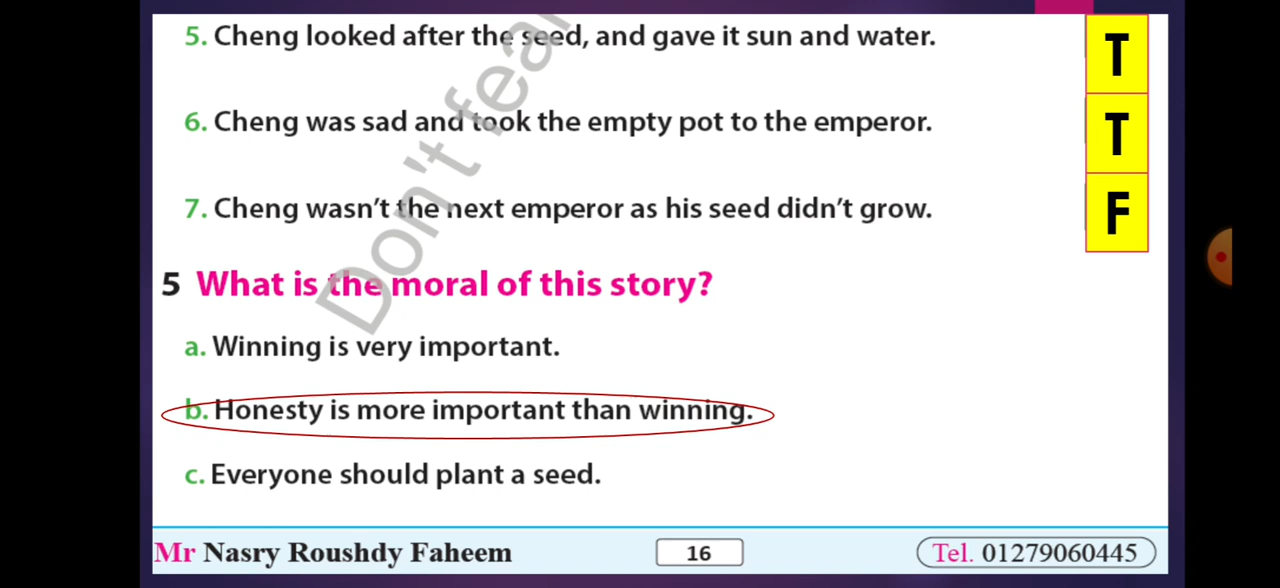 5. Cheng looked after the seed, and gave it sun and water.
T
6. Cheng was sad and took the empty pot to the emperor.
T
7. Cheng wasn't the next emperor as his seed didn't grow.
F
5 What is the moral of this story?
a. Winning is very important.
b. Honesty is more important than winning.
c. Everyone should plant a seed.
Don't fear
Mr Nasry Roushdy Faheem
16
Tel. 01279060445